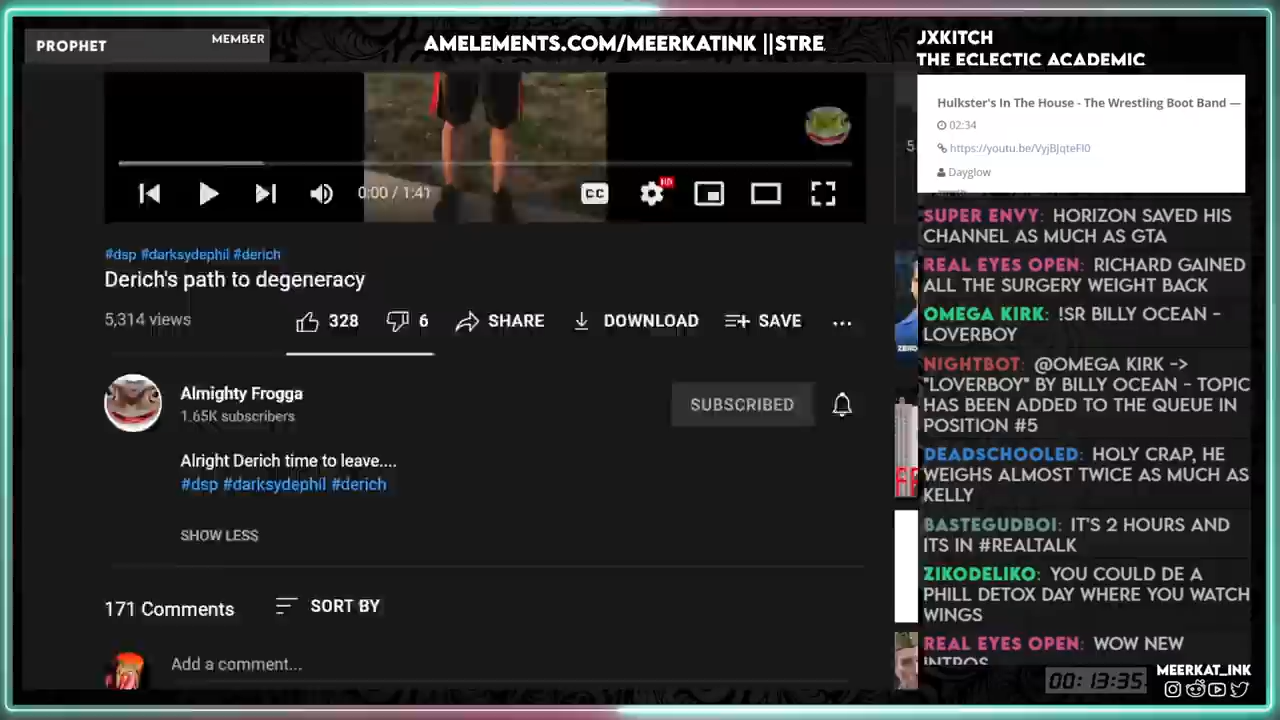 PROPHET
MEMBER
AMELEMENTS.COM/MEERKATINK ||STRE
JXKITCH
THE ECLECTIC ACADEMIC
Hulkster's In The House - The Wrestling Boot Band —
02:34
https://youtu.be/VyjBJqteFI0
Dayglow
0:00 / 1:41
CC
HD
#dsp #darksydephil #derich
Derich's path to degeneracy
5,314 views
328
6
SHARE
DOWNLOAD
SAVE
Almighty Frogga
1.65K subscribers
SUBSCRIBED
Alright Derich time to leave....
#dsp #darksydephil #derich
SHOW LESS
171 Comments
SORT BY
Add a comment...
SUPER ENVY: HORIZON SAVED HIS
CHANNEL AS MUCH AS GTA
REAL EYES OPEN: RICHARD GAINED
ALL THE SURGERY WEIGHT BACK
OMEGA KIRK: !SR BILLY OCEAN -
LOVERBOY
NIGHTBOT: @OMEGA KIRK ->
"LOVERBOY" BY BILLY OCEAN - TOPIC
HAS BEEN ADDED TO THE QUEUE IN
POSITION #5
DEADSCHOOLED: HOLY CRAP, HE
WEIGHS ALMOST TWICE AS MUCH AS
KELLY
BASTEGUDBOI: IT'S 2 HOURS AND
ITS IN #REALTALK
ZIKODELIKO: YOU COULD DE A
PHILL DETOX DAY WHERE YOU WATCH
WINGS
REAL EYES OPEN: WOW NEW
INTROS
00:13:35
MEERKAT_INK